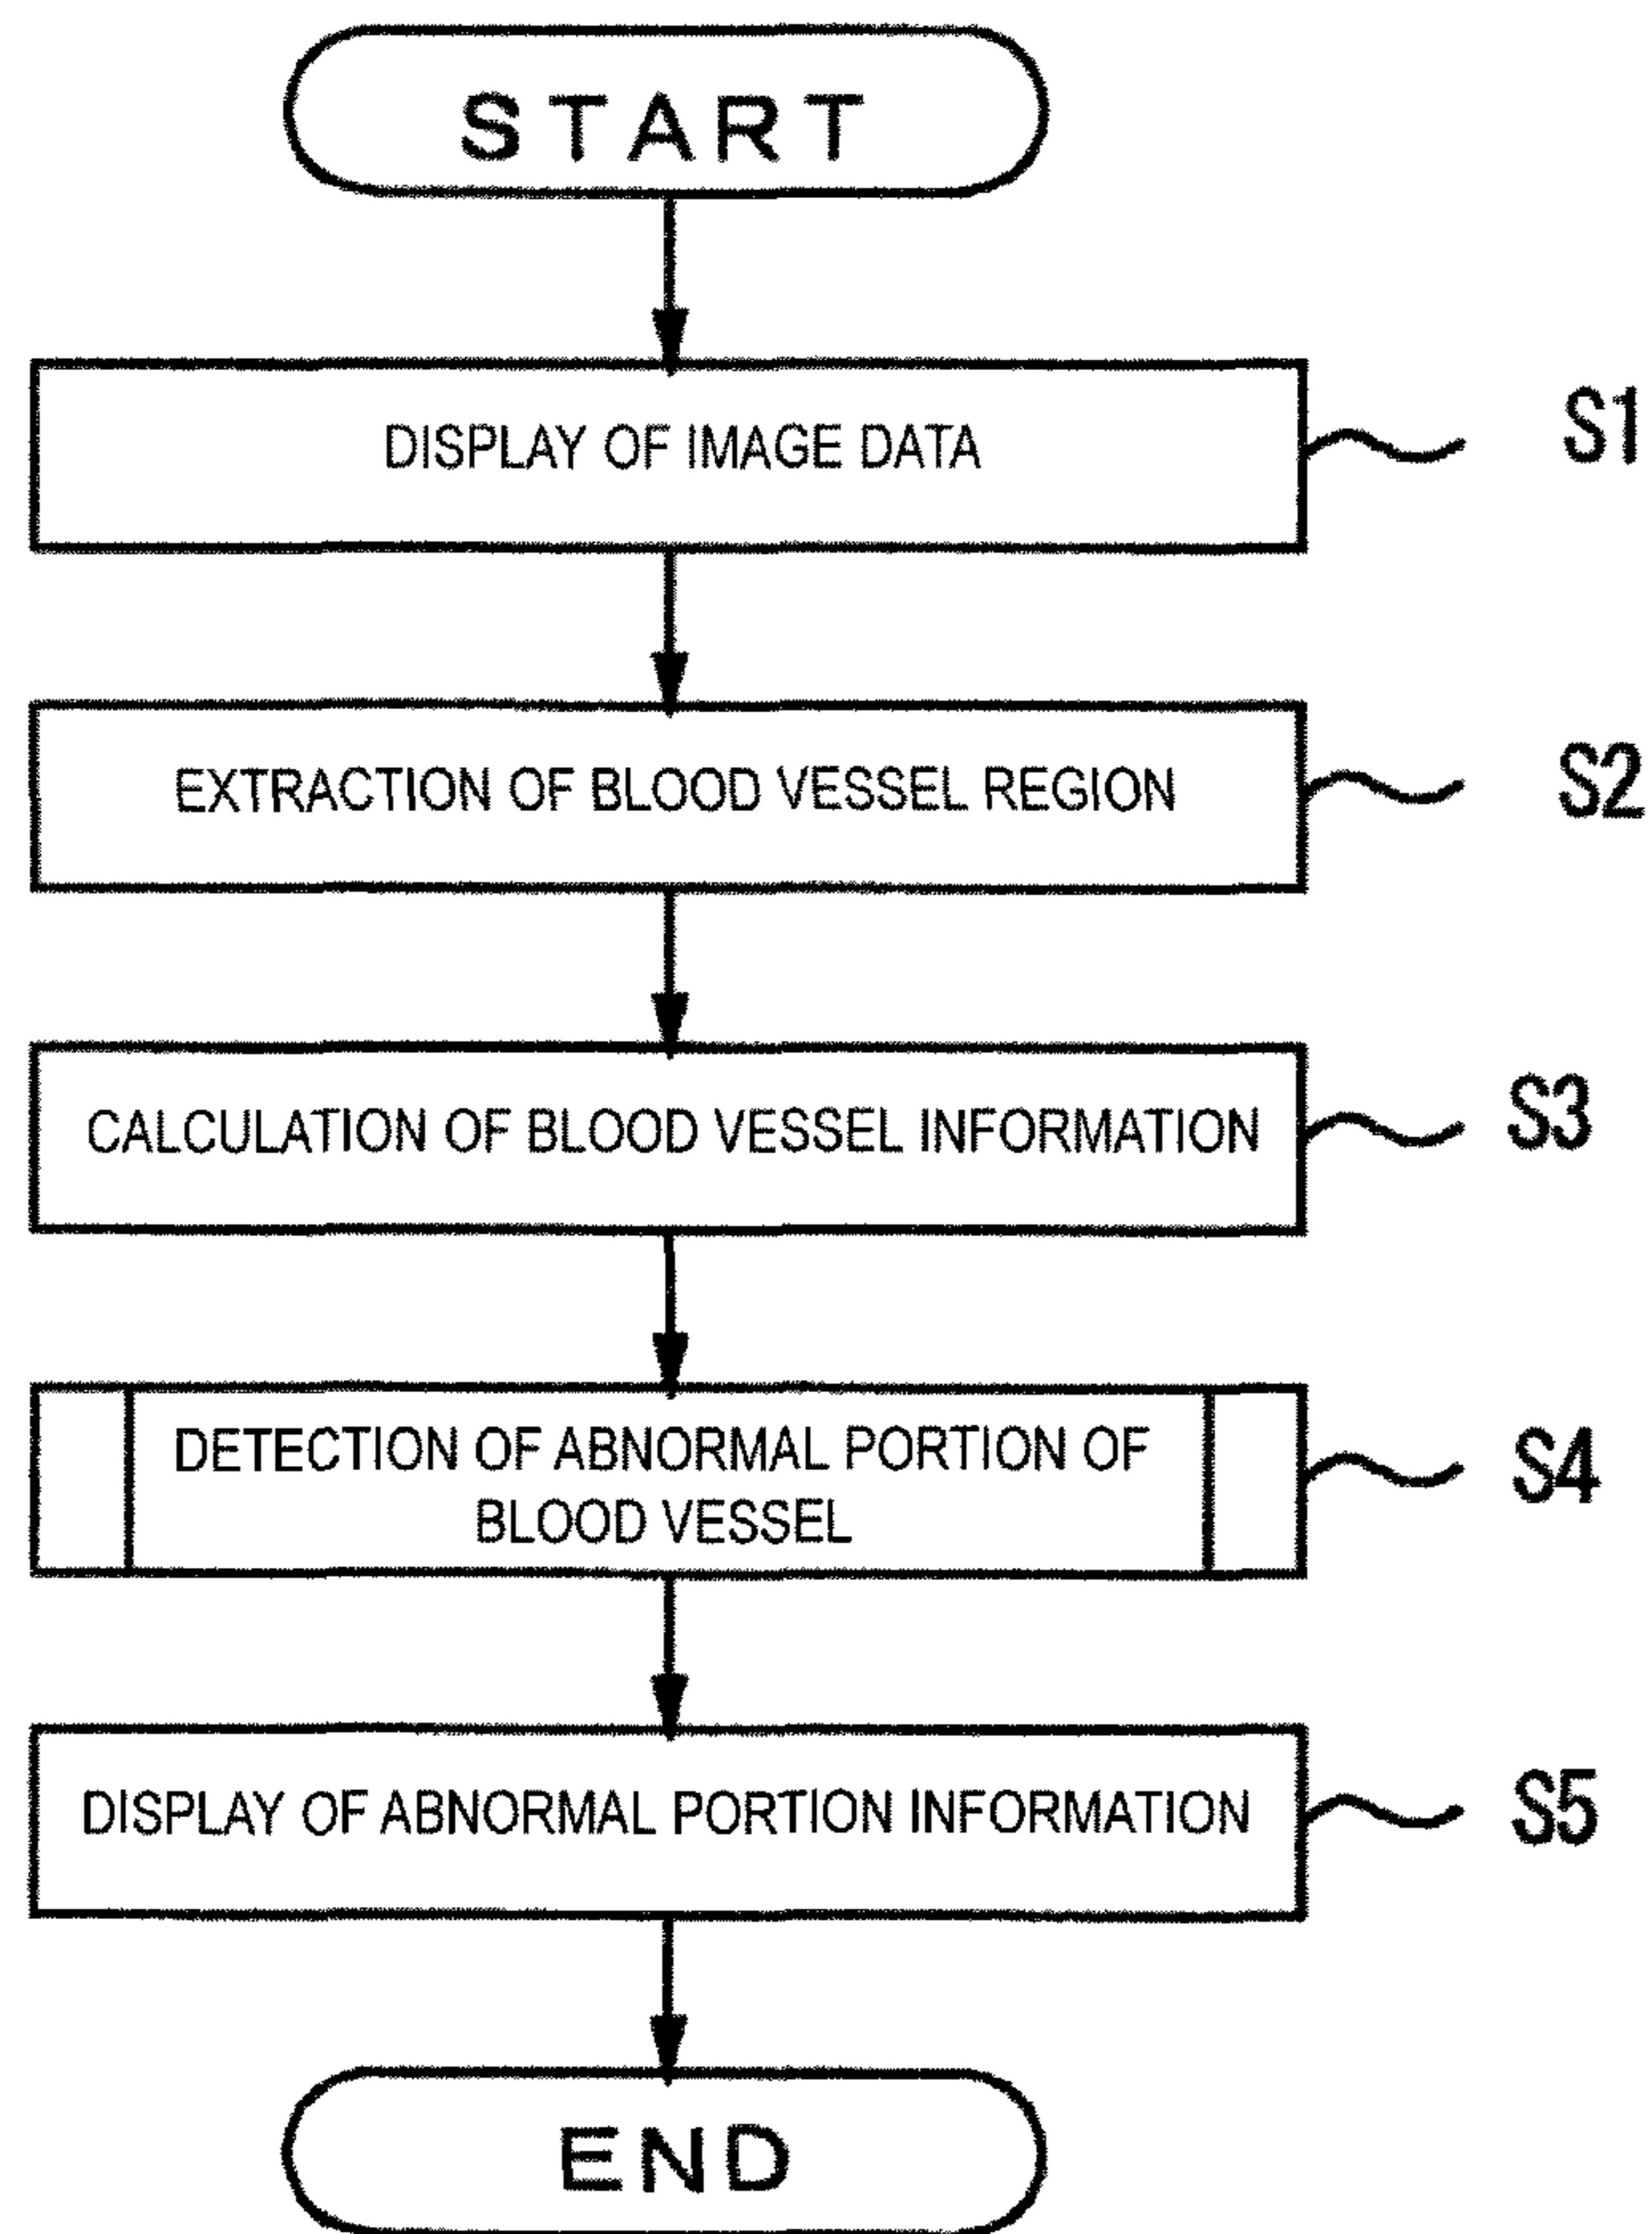 START
DISPLAY OF IMAGE DATA
S1
EXTRACTION OF BLOOD VESSEL REGION
S2
CALCULATION OF BLOOD VESSEL INFORMATION
S3
DETECTION OF ABNORMAL PORTION OF
BLOOD VESSEL
S4
DISPLAY OF ABNORMAL PORTION INFORMATION
S5
END